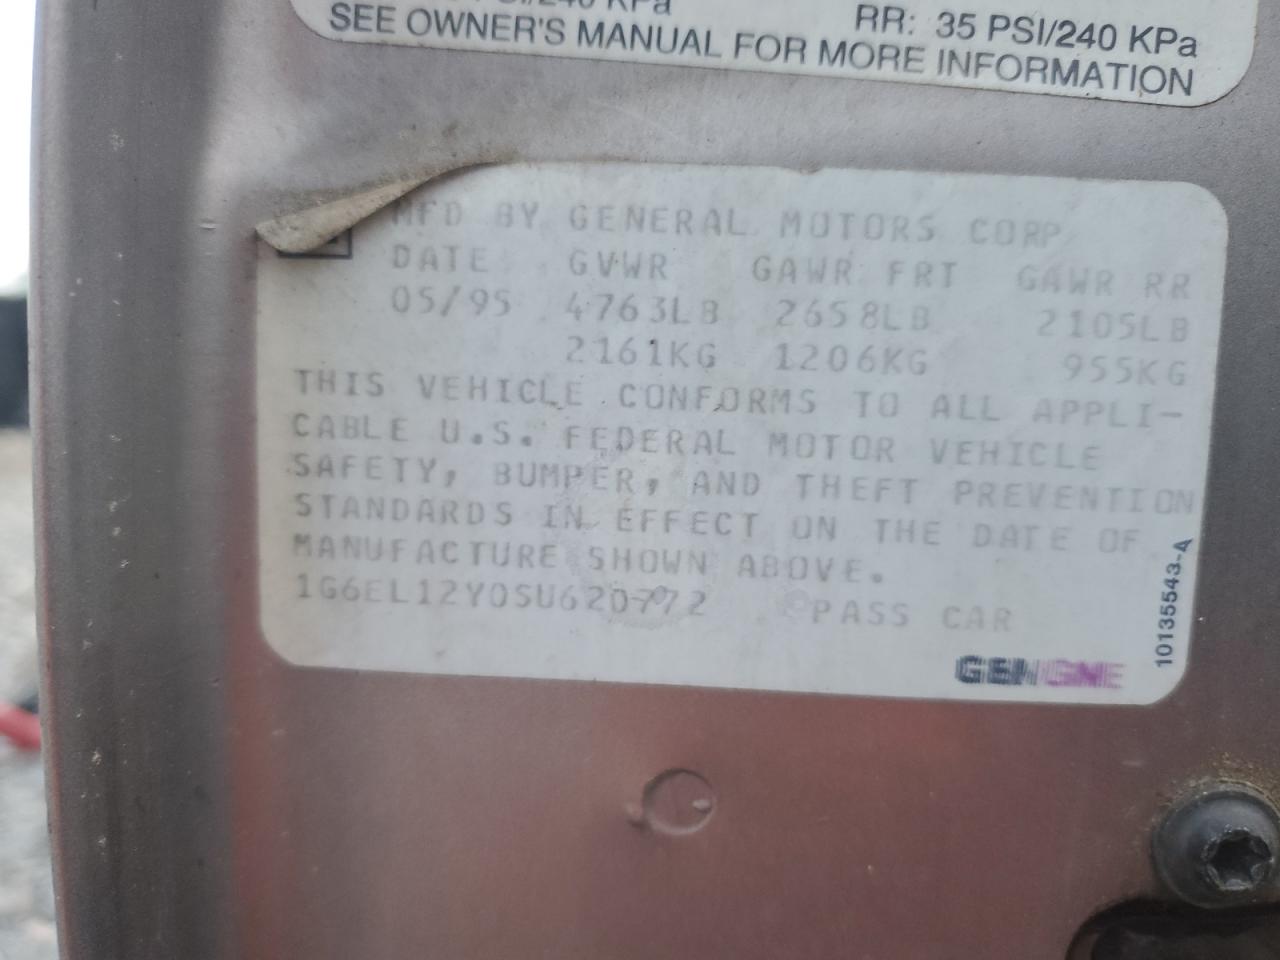 PSI/240 KPa RR: 35 PSI/240 KPa
SEE OWNER'S MANUAL FOR MORE INFORMATION
MFD BY GENERAL MOTORS CORP
DATE GVWR GAWR FRT GAWR RR
05/95 4763LB 2658LB 2105LB
2161KG 1206KG 955KG
THIS VEHICLE CONFORMS TO ALL APPLI-
CABLE U.S. FEDERAL MOTOR VEHICLE
SAFETY, BUMPER, AND THEFT PREVENTION
STANDARDS IN EFFECT ON THE DATE OF
MANUFACTURE SHOWN ABOVE.
1G6EL12Y0SU620772 PASS CAR
10135543-A